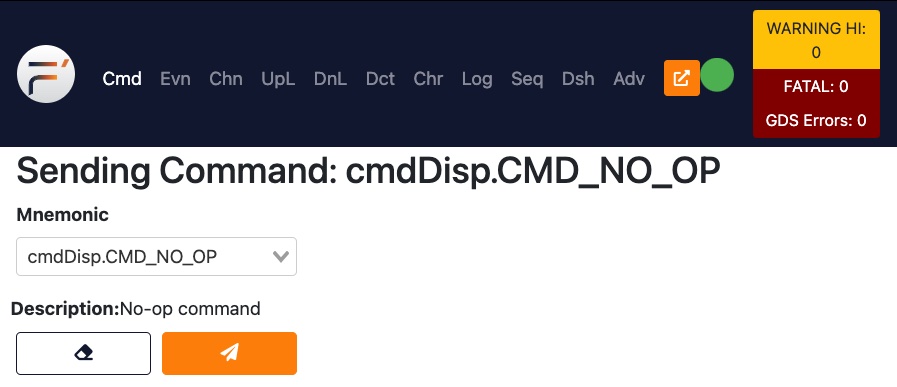 Cmd Evn Chn UpL DnL Dct Chr Log Seq Dsh Adv
WARNING HI:
0
FATAL: 0
GDS Errors: 0
Sending Command: cmdDisp.CMD_NO_OP
Mnemonic
cmdDisp.CMD_NO_OP
Description:No-op command